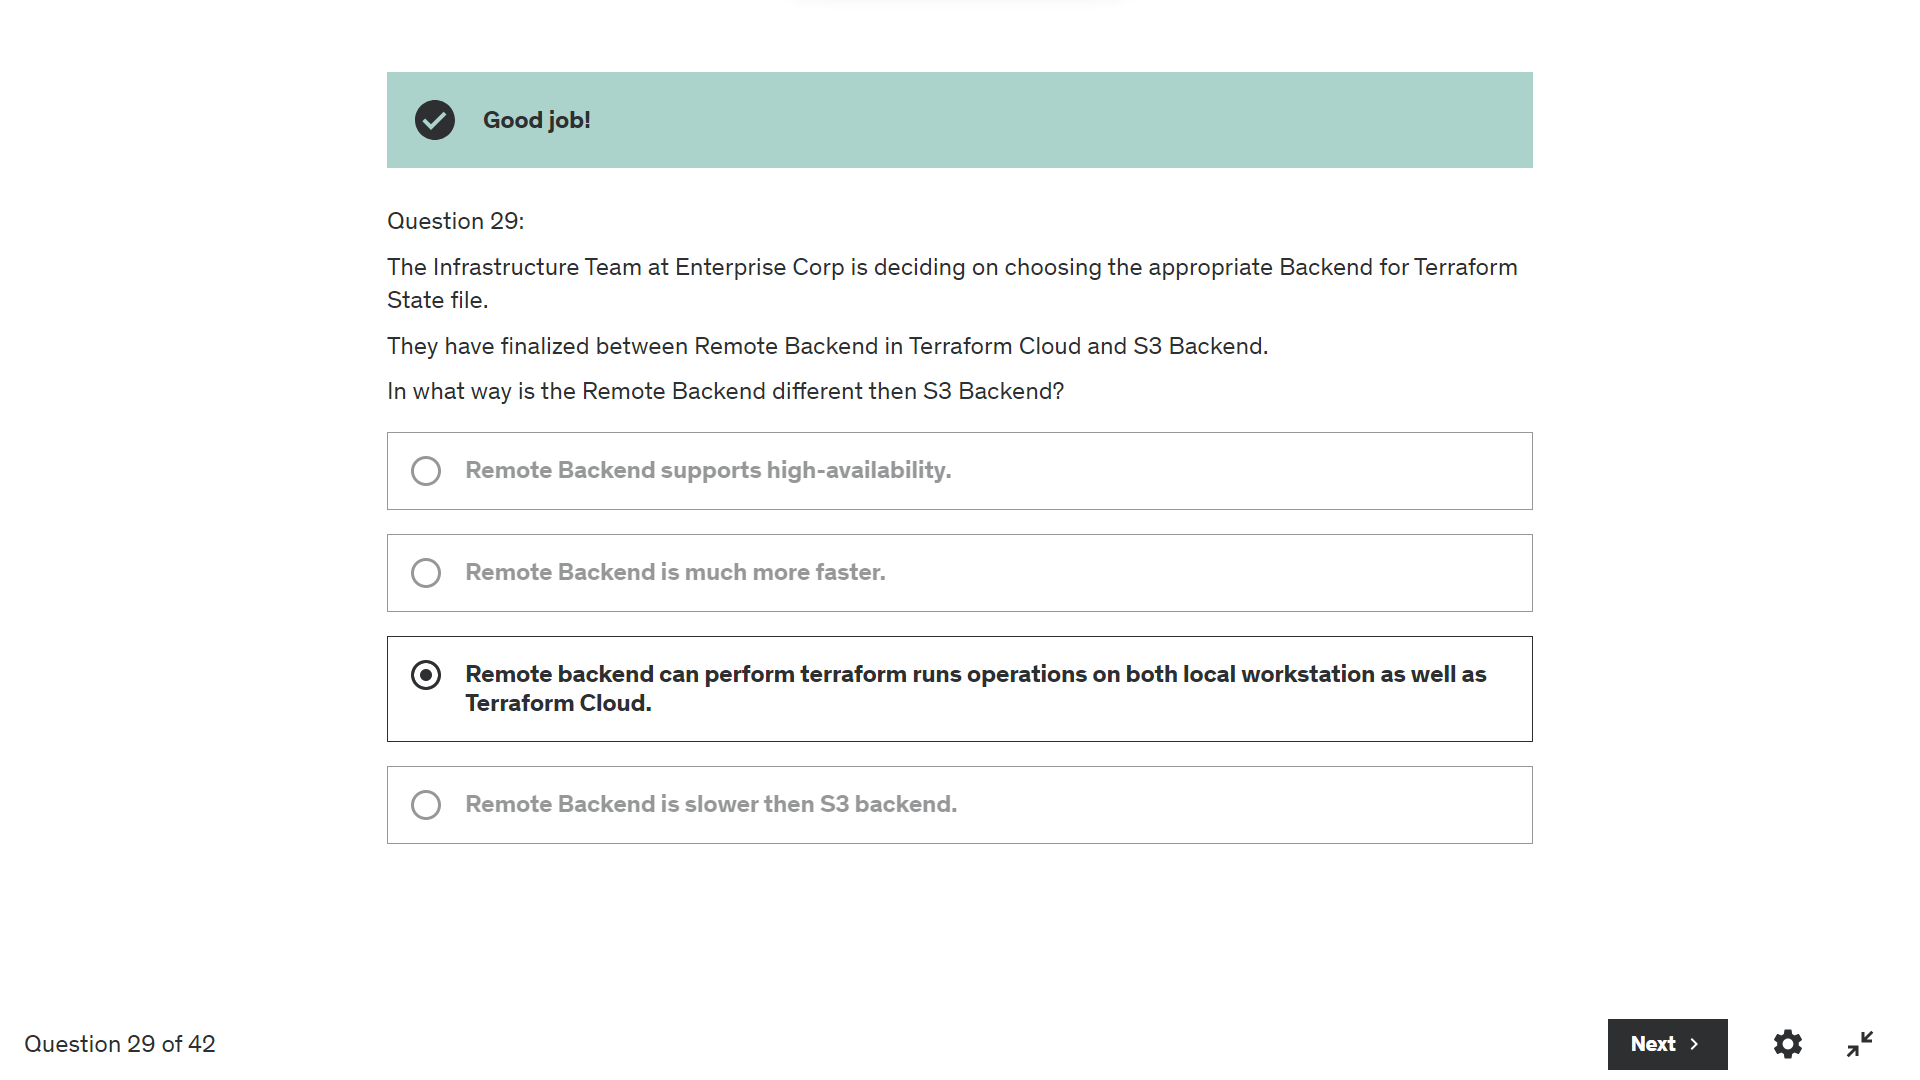 Good job!
Question 29:
The Infrastructure Team at Enterprise Corp is deciding on choosing the appropriate Backend for Terraform
State file.
They have finalized between Remote Backend in Terraform Cloud and S3 Backend.
In what way is the Remote Backend different then S3 Backend?
Remote Backend supports high-availability.
Remote Backend is much more faster.
Remote backend can perform terraform runs operations on both local workstation as well as
Terraform Cloud.
Remote Backend is slower then S3 backend.
Question 29 of 42
Next